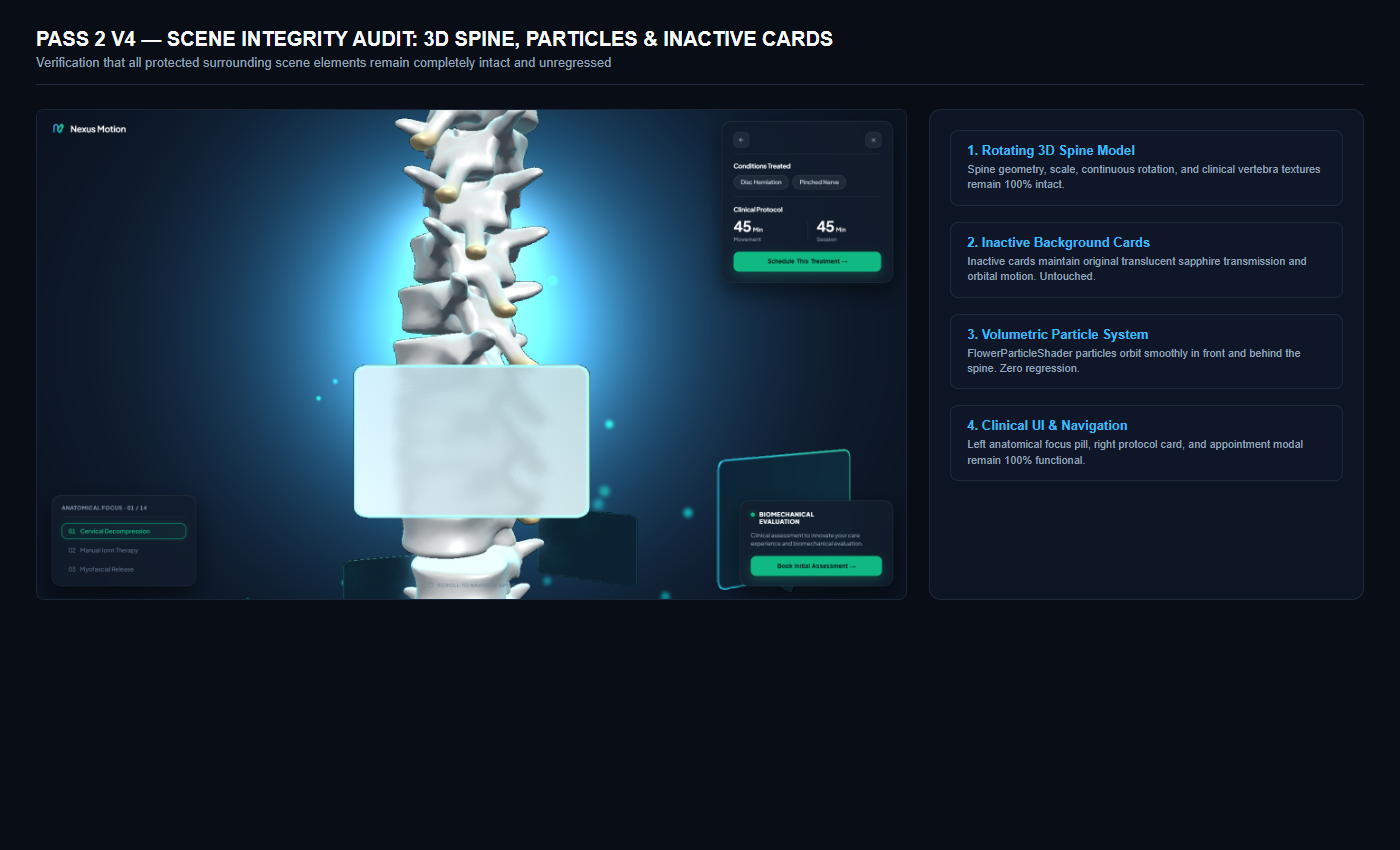 PASS 2 V4 — SCENE INTEGRITY AUDIT: 3D SPINE, PARTICLES & INACTIVE CARDS
Verification that all protected surrounding scene elements remain completely intact and unregressed
Nexus Motion
Conditions Treated
Disc Herniation
Pinched Nerve
Clinical Protocol
45 Min
Movement
45 Min
Session
Schedule This Treatment →
ANATOMICAL FOCUS · 01 / 14
01 Cervical Decompression
02 Manual Joint Therapy
03 Myofascial Release
SCROLL TO
BIOMECHANICAL
EVALUATION
Clinical assessment to innovate your care
experience and biomechanical evaluation.
Book Initial Assessment →
1. Rotating 3D Spine Model
Spine geometry, scale, continuous rotation, and clinical vertebra textures
remain 100% intact.
2. Inactive Background Cards
Inactive cards maintain original translucent sapphire transmission and
orbital motion. Untouched.
3. Volumetric Particle System
FlowerParticleShader particles orbit smoothly in front and behind the
spine. Zero regression.
4. Clinical UI & Navigation
Left anatomical focus pill, right protocol card, and appointment modal
remain 100% functional.